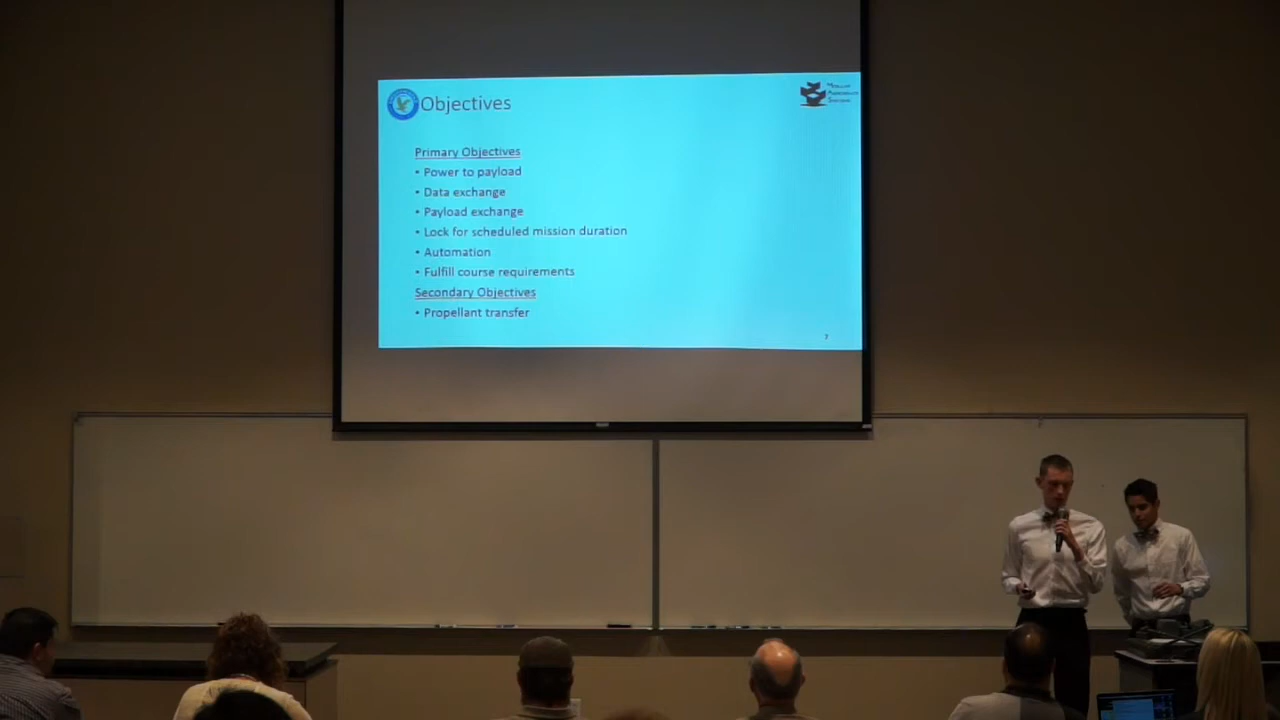 Objectives
Primary Objectives
• Power to payload
• Data exchange
• Payload exchange
• Lock for scheduled mission duration
• Automation
• Fulfill course requirements
Secondary Objectives
• Propellant transfer
7